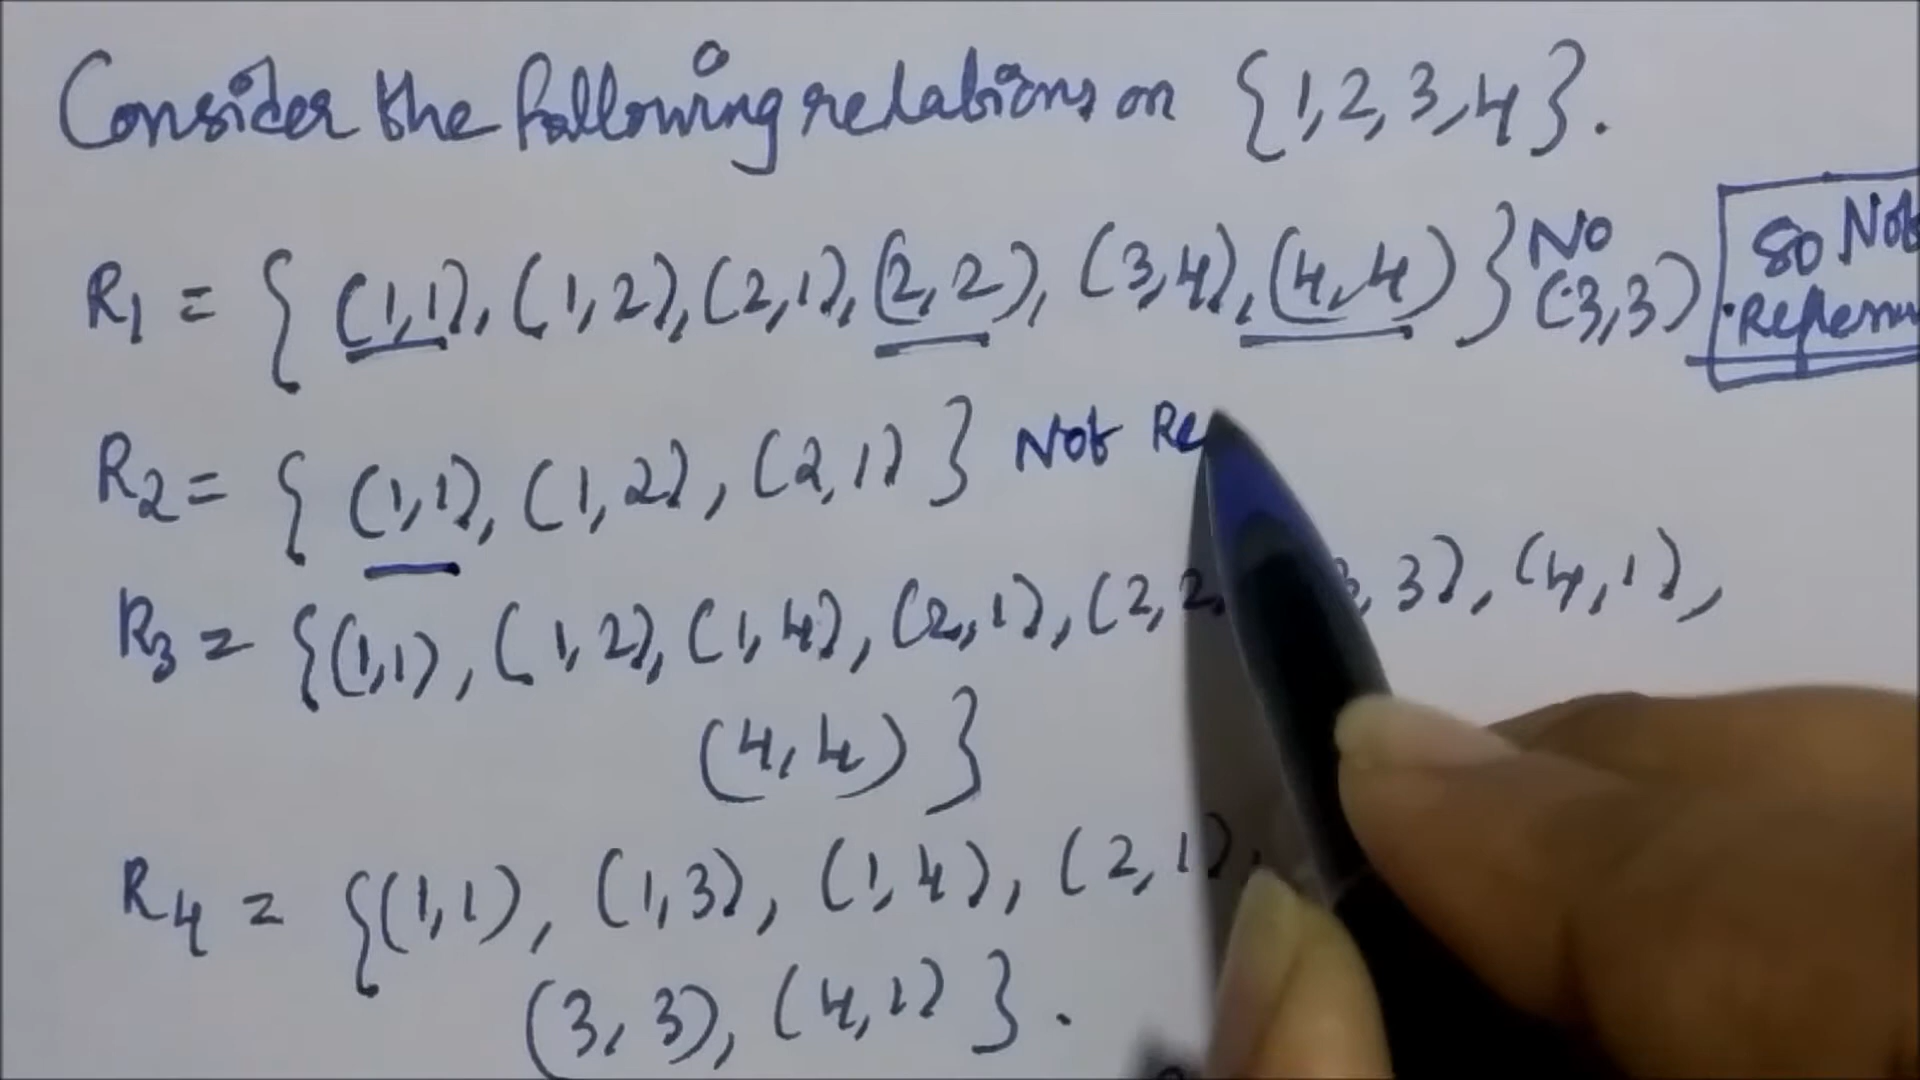 Consider the following relations on {1,2,3,4}.
R1 = { (1,1), (1,2), (2,1), (2,2), (3,4), (4,4) } NO (3,3) so Not
R2 = { (1,1), (1,2), (2,1) } Not Re
R3 = {(1,1), (1,2), (1,4), (2,1), (2,2, 3), (4,1),
(4,4) }
R4 = {(1,1), (1,3), (1,4), (2,1),
(3,3), (4,1) }.